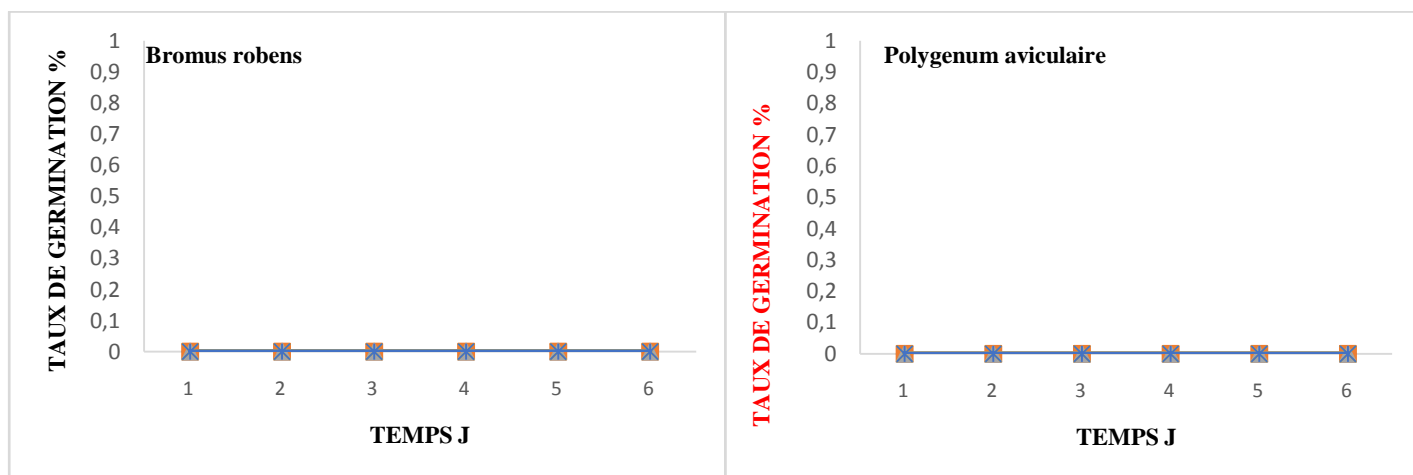 Bromus robens
TAUX DE GERMINATION %
1
0,9
0,8
0,7
0,6
0,5
0,4
0,3
0,2
0,1
0
1 2 3 4 5 6
TEMPS J
Polygenum aviculaire
TAUX DE GERMINATION %
1
0,9
0,8
0,7
0,6
0,5
0,4
0,3
0,2
0,1
0
1 2 3 4 5 6
TEMPS J